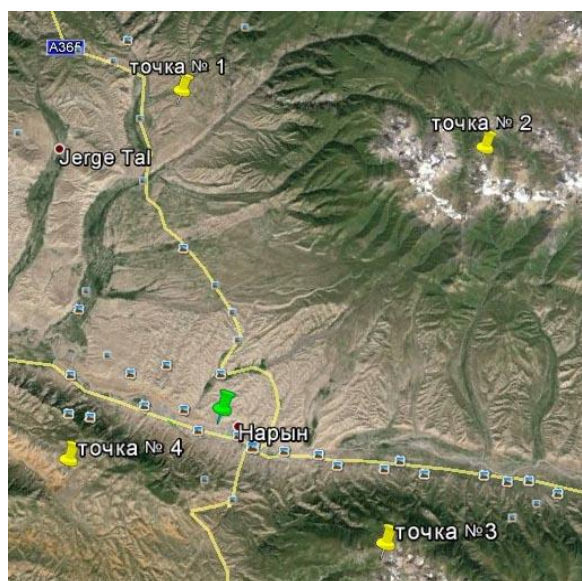 A365
точка № 1
точка № 2
Jerge Tal
Нарын
точка № 4
точка №3